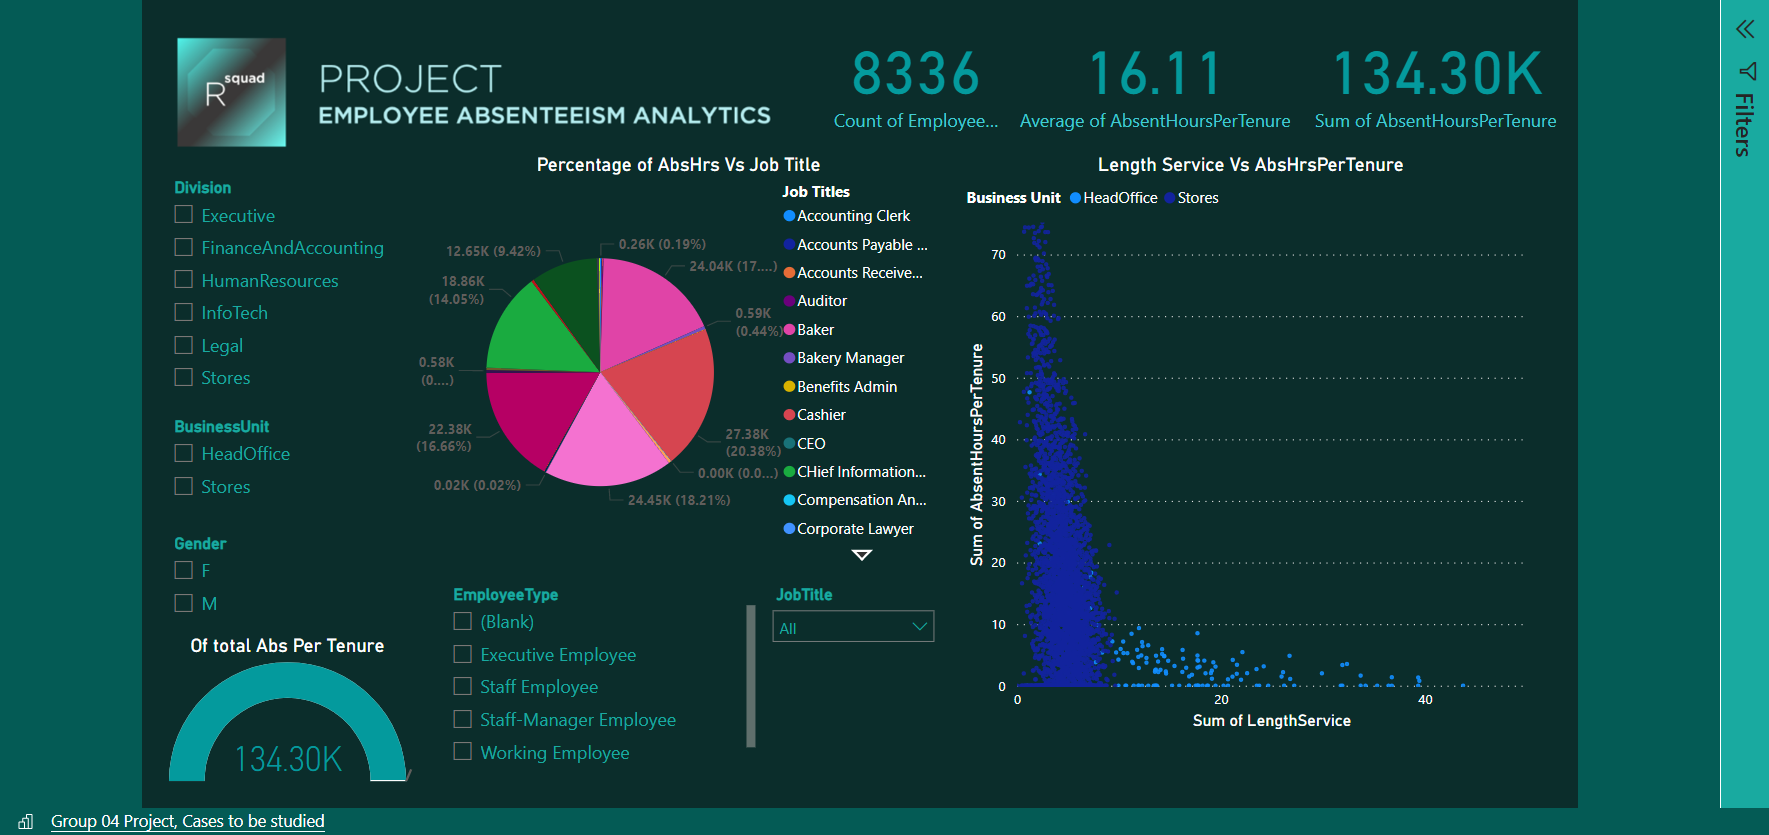 R squad
PROJECT
EMPLOYEE ABSENTEEISM ANALYTICS
8336
Count of Employee...
16.11
Average of AbsentHoursPerTenure
134.30K
Sum of AbsentHoursPerTenure
Filters
Division
Executive
FinanceAndAccounting
HumanResources
InfoTech
Legal
Stores
BusinessUnit
HeadOffice
Stores
Gender
F
M
Of total Abs Per Tenure
134.30K
Percentage of AbsHrs Vs Job Title
0.26K (0.19%)
24.04K (17....)
0.59K
(0.44%)
27.38K
(20.38%)
0.00K (0.0...)
24.45K (18.21%)
0.02K (0.02%)
22.38K
(16.66%)
0.58K
(0....)
18.86K
(14.05%)
12.65K (9.42%)
Job Titles
Accounting Clerk
Accounts Payable ...
Accounts Receive...
Auditor
Baker
Bakery Manager
Benefits Admin
Cashier
CEO
CHief Information...
Compensation An...
Corporate Lawyer
EmployeeType
(Blank)
Executive Employee
Staff Employee
Staff-Manager Employee
Working Employee
JobTitle
All
Length Service Vs AbsHrsPerTenure
Business Unit HeadOffice Stores
Sum of AbsentHoursPerTenure
70
60
50
40
30
20
10
0
0 20 40
Sum of LengthService
Group 04 Project, Cases to be studied